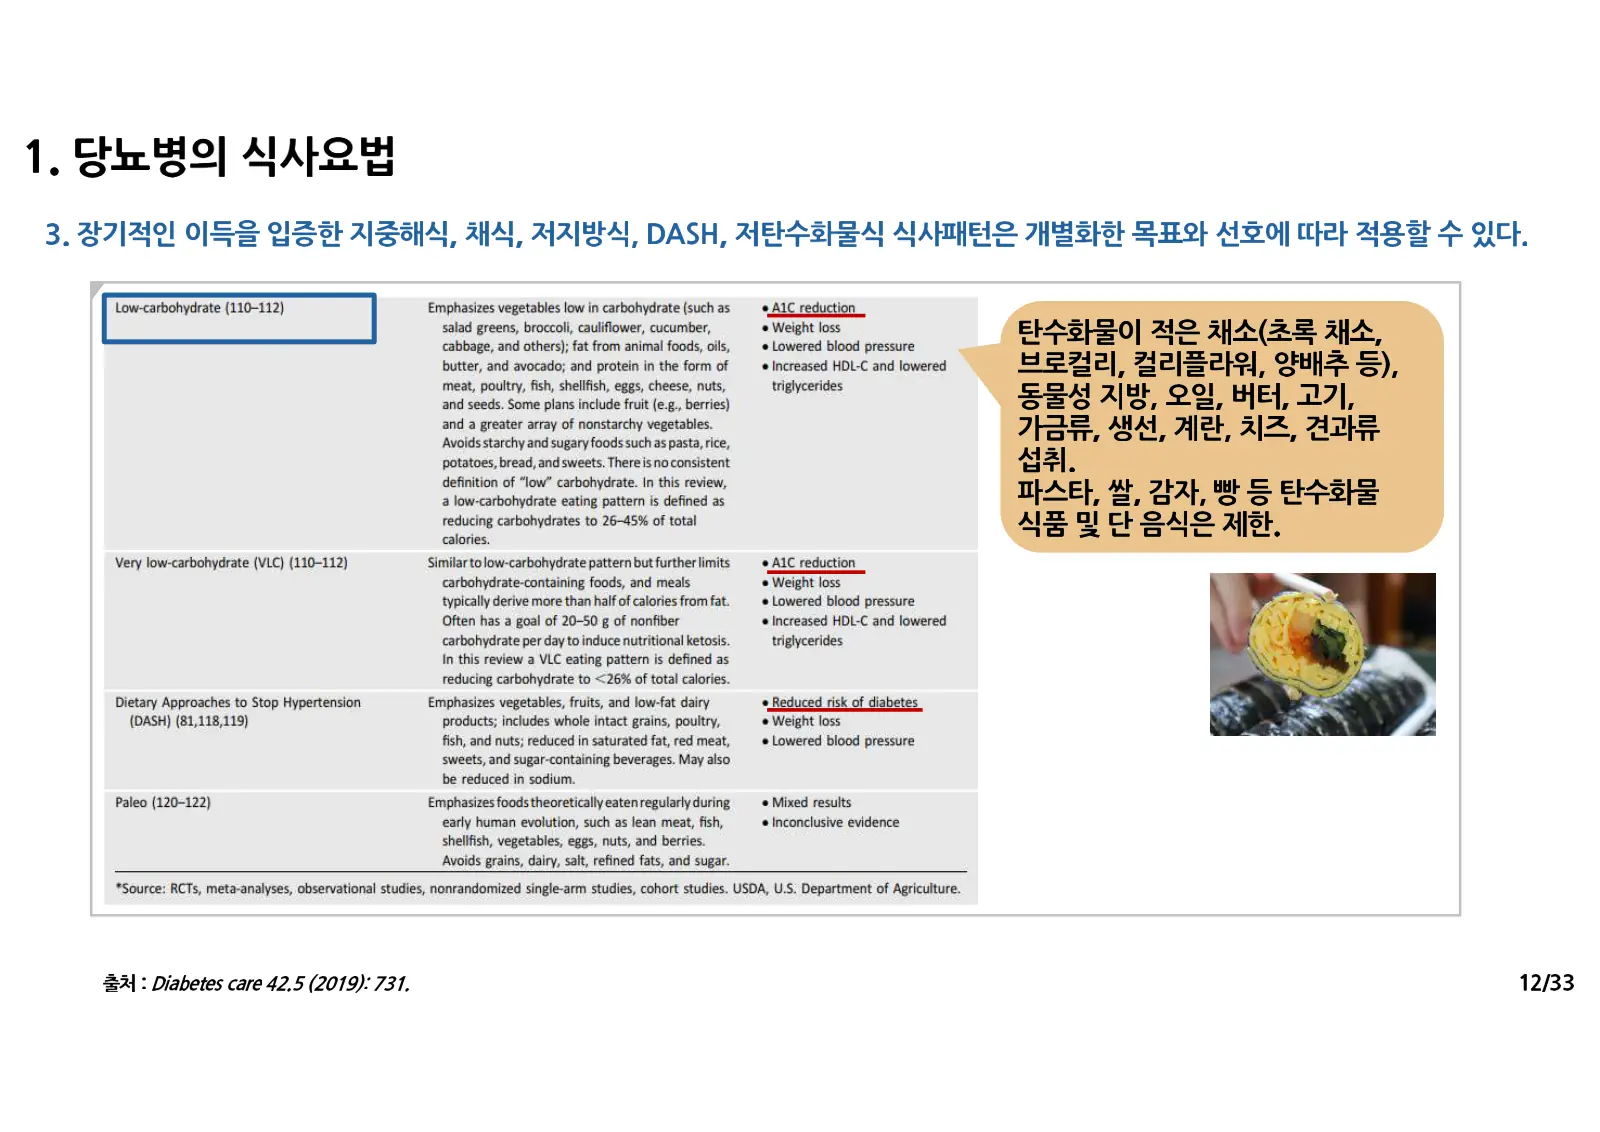 1. 당뇨병의 식사요법
3. 장기적인 이득을 입증한 지중해식, 채식, 저지방식, DASH, 저탄수화물식 식사패턴은 개별화한 목표와 선호에 따라 적용할 수 있다.
Low-carbohydrate (110–112)
Emphasizes vegetables low in carbohydrate (such as
salad greens, broccoli, cauliflower, cucumber,
cabbage, and others); fat from animal foods, oils,
butter, and avocado; and protein in the form of
meat, poultry, fish, shellfish, eggs, cheese, nuts,
and seeds. Some plans include fruit (e.g., berries)
and a greater array of nonstarchy vegetables.
Avoids starchy and sugary foods such as pasta, rice,
potatoes, bread, and sweets. There is no consistent
definition of “low” carbohydrate. In this review,
a low-carbohydrate eating pattern is defined as
reducing carbohydrates to 26–45% of total
calories.
● A1C reduction
● Weight loss
● Lowered blood pressure
● Increased HDL-C and lowered
triglycerides
탄수화물이 적은 채소(초록 채소,
브로컬리, 컬리플라워, 양배추 등),
동물성 지방, 오일, 버터, 고기,
가금류, 생선, 계란, 치즈, 견과류
섭취.
파스타, 쌀, 감자, 빵 등 탄수화물
식품 및 단 음식은 제한.
Very low-carbohydrate (VLC) (110–112)
Similar to low-carbohydrate pattern but further limits
carbohydrate-containing foods, and meals
typically derive more than half of calories from fat.
Often has a goal of 20–50 g of nonfiber
carbohydrate per day to induce nutritional ketosis.
In this review a VLC eating pattern is defined as
reducing carbohydrate to <26% of total calories.
● A1C reduction
● Weight loss
● Lowered blood pressure
● Increased HDL-C and lowered
triglycerides
Dietary Approaches to Stop Hypertension
(DASH) (81,118,119)
Emphasizes vegetables, fruits, and low-fat dairy
products; includes whole intact grains, poultry,
fish, and nuts; reduced in saturated fat, red meat,
sweets, and sugar-containing beverages. May also
be reduced in sodium.
● Reduced risk of diabetes
● Weight loss
● Lowered blood pressure
Paleo (120–122)
Emphasizes foods theoretically eaten regularly during
early human evolution, such as lean meat, fish,
shellfish, vegetables, eggs, nuts, and berries.
Avoids grains, dairy, salt, refined fats, and sugar.
● Mixed results
● Inconclusive evidence
*Source: RCTs, meta-analyses, observational studies, nonrandomized single-arm studies, cohort studies. USDA, U.S. Department of Agriculture.
출처 : Diabetes care 42.5 (2019): 731.
12/33